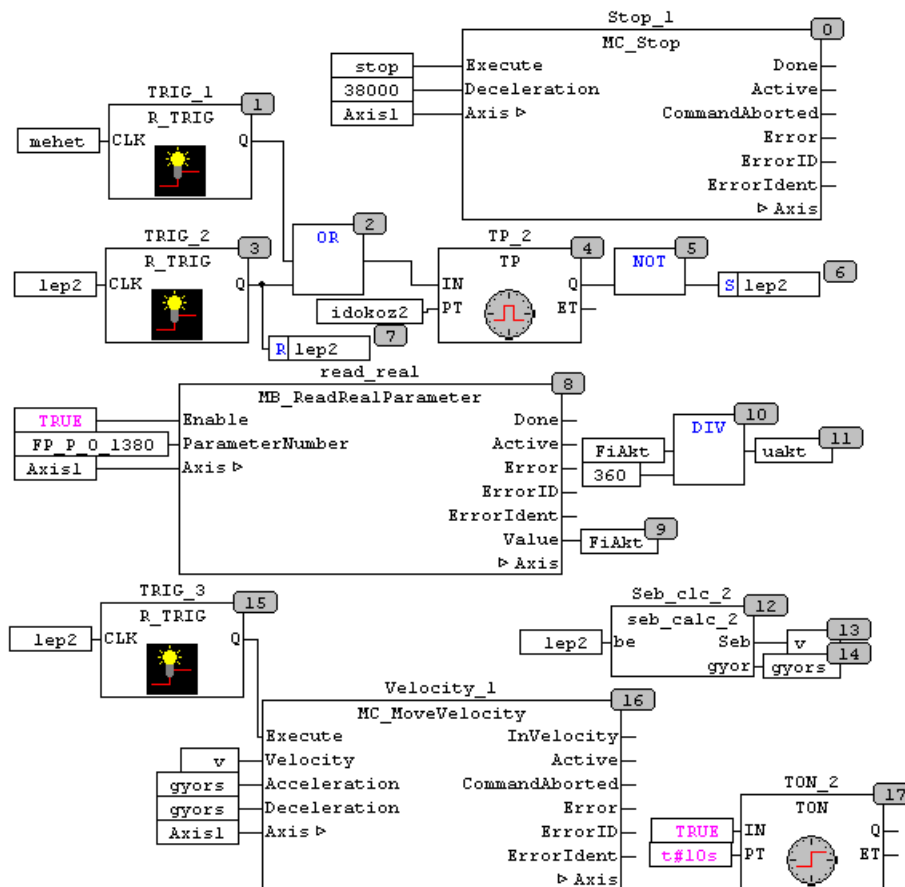 Stop_1
0
MC_Stop
stop Execute Done
38000 Deceleration Active
Axis1 Axis CommandAborted
Error
ErrorID
ErrorIdent
Axis
TRIG_1
1
R_TRIG
mehet CLK Q
TRIG_2
3
R_TRIG
lep2 CLK Q
OR 2
TP_2
4
TP
IN Q
idokoz2 PT ET
NOT 5
S lep2 6
R lep2 7
read_real
8
MB_ReadRealParameter
TRUE Enable Done
FP_P_0_1380 ParameterNumber Active
Axis1 Axis Error
ErrorID
ErrorIdent
Value FiAkt 9
Axis
DIV 10
FiAkt
360
uakt 11
TRIG_3
15
R_TRIG
lep2 CLK Q
Seb_clc_2
12
seb_calc_2
lep2 be Seb v 13
gyor gyors 14
Velocity_1
16
MC_MoveVelocity
Execute InVelocity
v Velocity Active
gyors Acceleration CommandAborted
gyors Deceleration Error
Axis1 Axis ErrorID
ErrorIdent
Axis
TON_2
17
TON
TRUE IN Q
t#10s PT ET